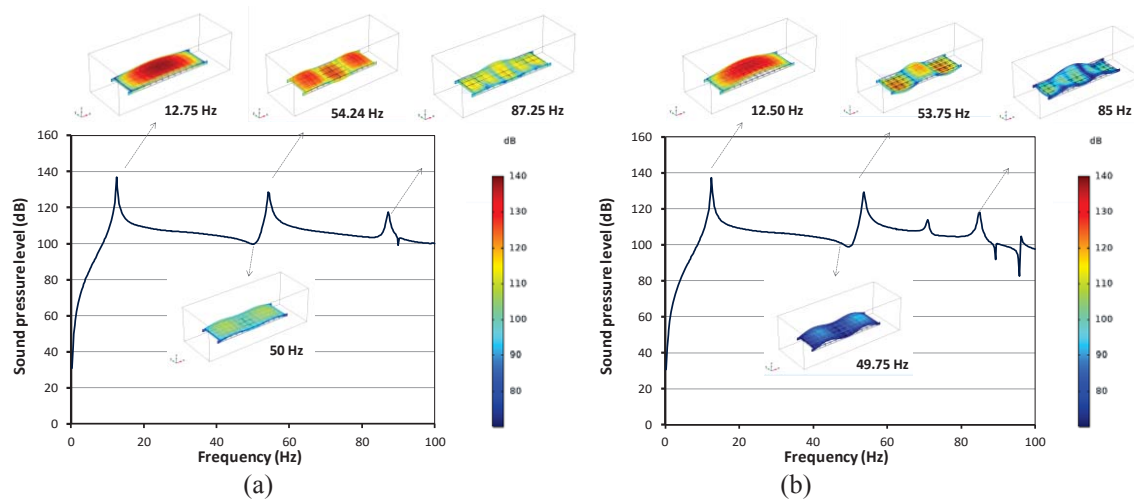 12.75 Hz
54.24 Hz
87.25 Hz
dB
Sound pressure level (dB)
160
140
120
100
80
60
40
20
0
0 20 40 60 80 100
Frequency (Hz)
50 Hz
140
130
120
110
100
90
80
(a)
12.50 Hz
53.75 Hz
85 Hz
dB
Sound pressure level (dB)
160
140
120
100
80
60
40
20
0
0 20 40 60 80 100
Frequency (Hz)
49.75 Hz
140
130
120
110
100
90
80
(b)